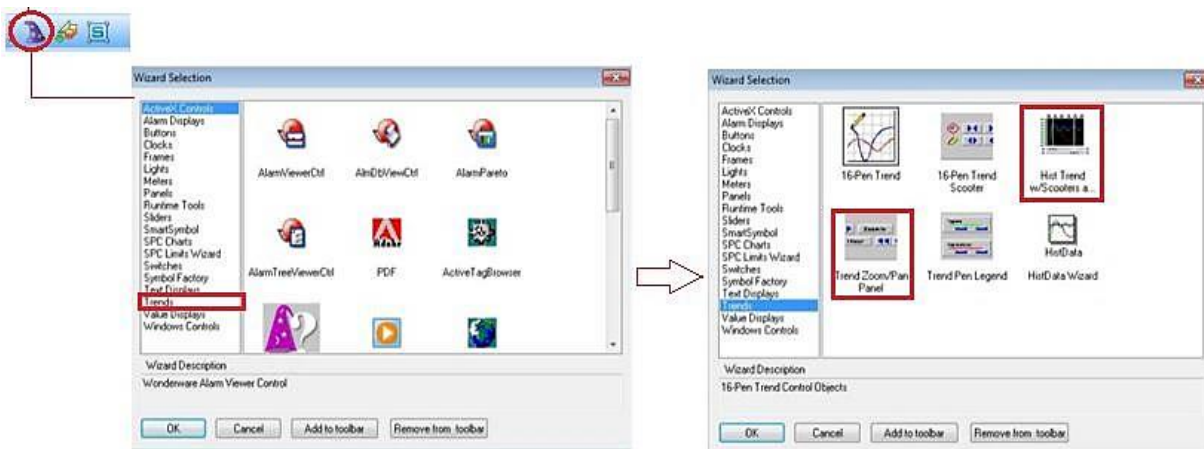 S
Wizard Selection
ActiveX Controls
Alarm Displays
Buttons
Clocks
Frames
Lights
Meters
Panels
Runtime Tools
Sliders
SmartSymbol
SPC Charts
SPC Limits Wizard
Switches
Symbol Factory
Text Displays
Trends
Value Displays
Windows Controls
AlarmViewerCtrl
AlmDbViewCtrl
AlarmPareto
AlarmTreeViewerCtrl
PDF
ActiveTagBrowser
Wizard Description
Wonderware Alarm Viewer Control
OK
Cancel
Add to toolbar
Remove from toolbar
Wizard Selection
ActiveX Controls
Alarm Displays
Buttons
Clocks
Frames
Lights
Meters
Panels
Runtime Tools
Sliders
SmartSymbol
SPC Charts
SPC Limits Wizard
Switches
Symbol Factory
Text Displays
Trends
Value Displays
Windows Controls
16-Pen Trend
16-Pen Trend
Scooter
Hist Trend
w/Scooters a...
Trend Zoom/Pan
Panel
Trend Pen Legend
HistData
HistData Wizard
Wizard Description
16-Pen Trend Control Objects
OK
Cancel
Add to toolbar
Remove from toolbar